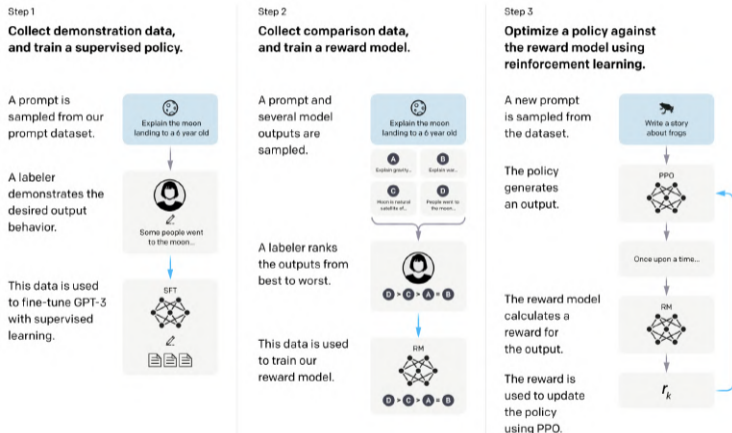 Step 1
Collect demonstration data,
and train a supervised policy.
A prompt is
sampled from our
prompt dataset.
Explain the moon
landing to a 6 year old
A labeler
demonstrates the
desired output
behavior.
Some people went
to the moon...
This data is used
to fine-tune GPT-3
with supervised
learning.
SFT
Step 2
Collect comparison data,
and train a reward model.
A prompt and
several model
outputs are
sampled.
Explain the moon
landing to a 6 year old
A
Explain gravity...
B
Explain war...
C
Moon is natural
satellite of...
D
People went to
the moon...
A labeler ranks
the outputs from
best to worst.
D > C > A = B
This data is used
to train our
reward model.
RM
D > C > A = B
Step 3
Optimize a policy against
the reward model using
reinforcement learning.
A new prompt
is sampled from
the dataset.
Write a story
about frogs
The policy
generates
an output.
PPO
Once upon a time...
The reward model
calculates a
reward for
the output.
RM
The reward is
used to update
the policy
using PPO.
rk